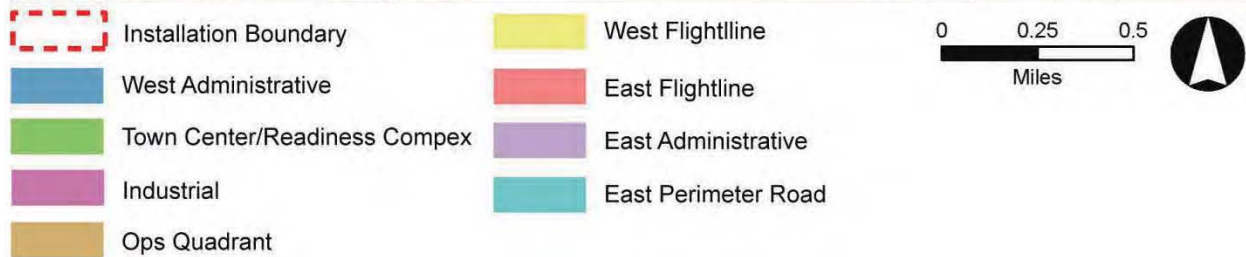 Installation Boundary
West Administrative
Town Center/Readiness Compex
Industrial
Ops Quadrant
West Flightlline
East Flightline
East Administrative
East Perimeter Road
0 0.25 0.5
Miles